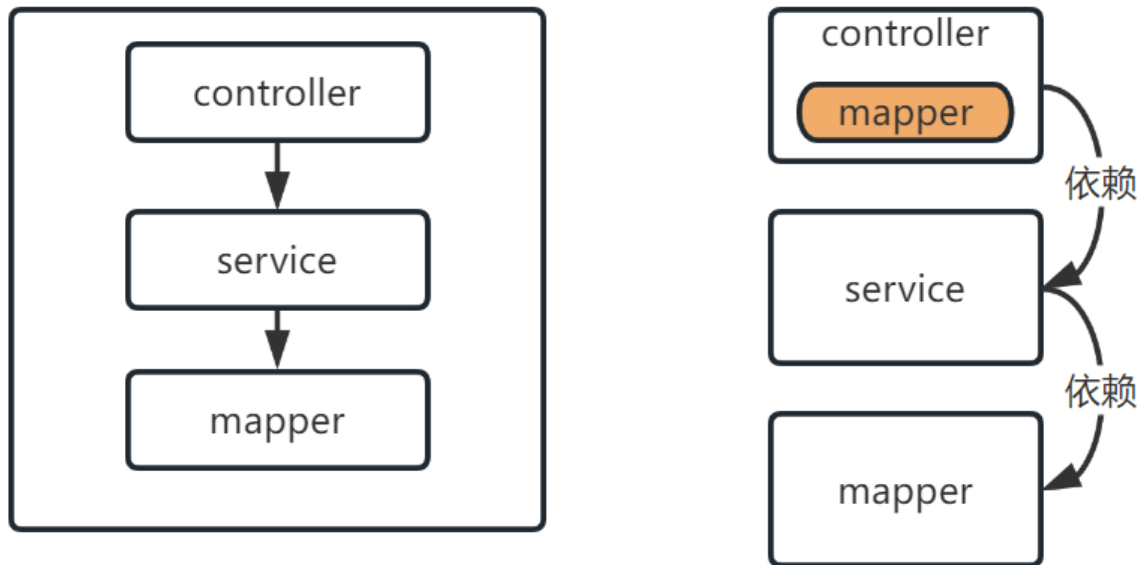 controller
service
mapper
controller
mapper
依赖
service
依赖
mapper